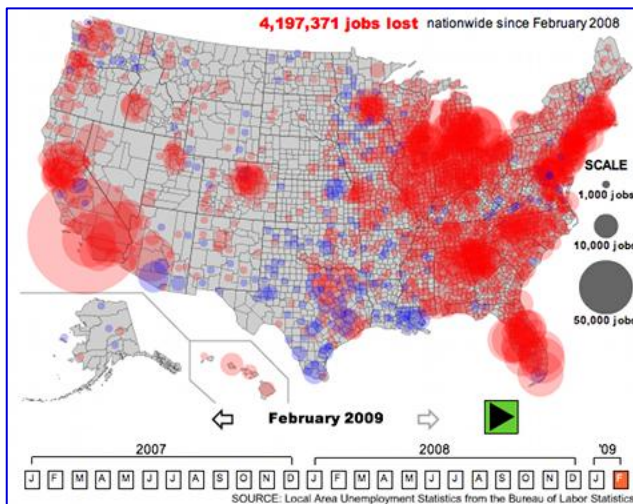 4,197,371 jobs lost nationwide since February 2008
SCALE
1,000 jobs
10,000 jobs
50,000 jobs
February 2009
2007 2008 '09
J F M A M J J A S O N D J F M A M J J A S O N D J F
SOURCE: Local Area Unemployment Statistics from the Bureau of Labor Statistics